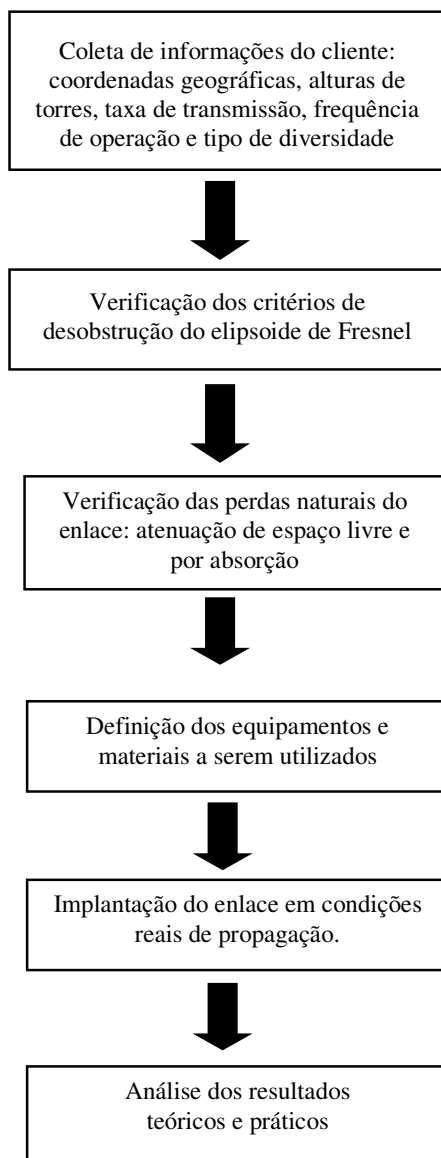 Coleta de informações do cliente:
coordenadas geográficas, alturas de
torres, taxa de transmissão, frequência
de operação e tipo de diversidade
Verificação dos critérios de
desobstrução do elipsoide de Fresnel
Verificação das perdas naturais do
enlace: atenuação de espaço livre e
por absorção
Definição dos equipamentos e
materiais a serem utilizados
Implantação do enlace em condições
reais de propagação.
Análise dos resultados
teóricos e práticos